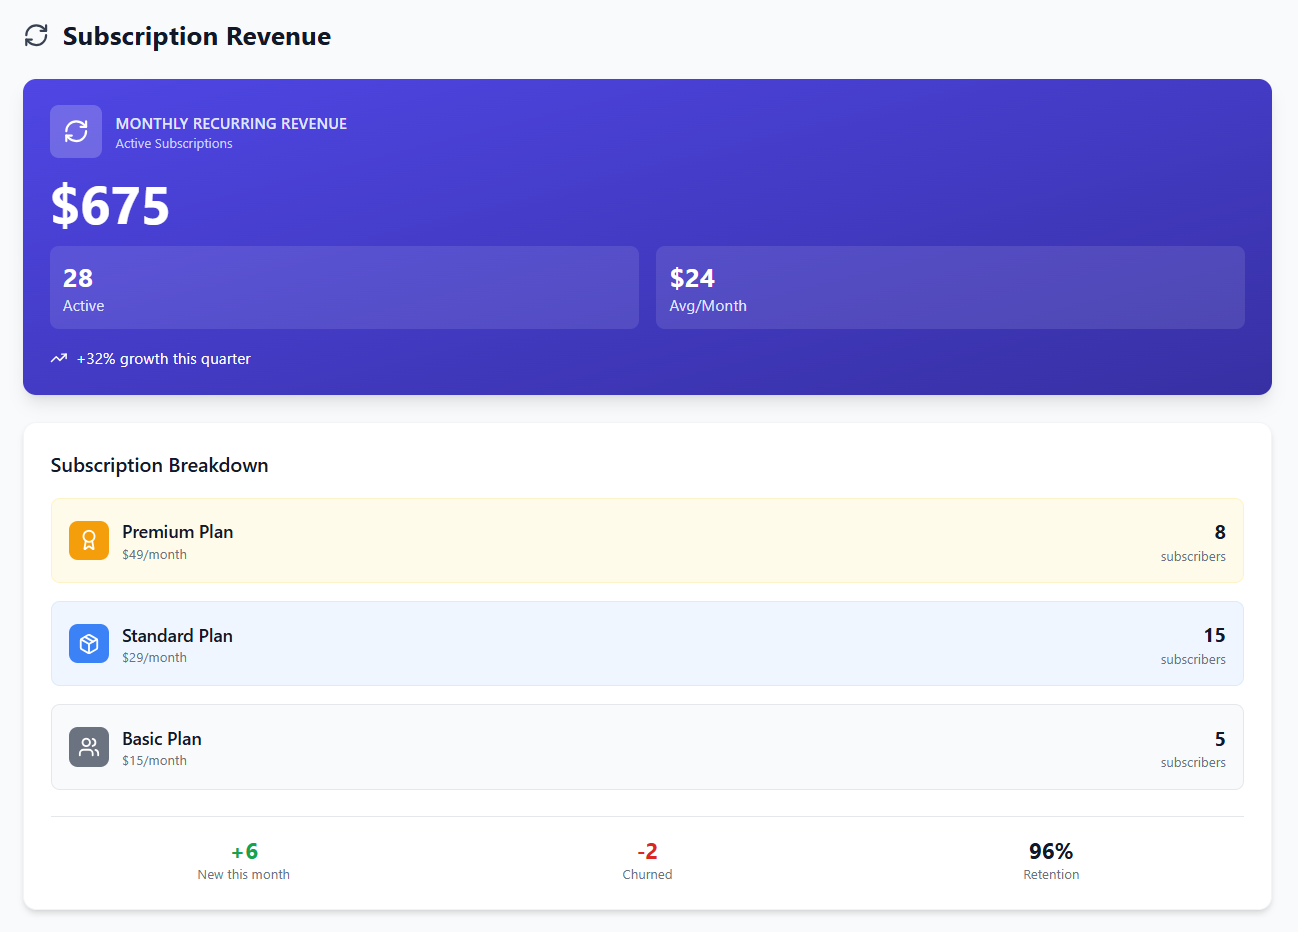 Subscription Revenue
MONTHLY RECURRING REVENUE
Active Subscriptions
$675
28
Active
$24
Avg/Month
+32% growth this quarter
Subscription Breakdown
Premium Plan
$49/month
8
subscribers
Standard Plan
$29/month
15
subscribers
Basic Plan
$15/month
5
subscribers
+6
New this month
-2
Churned
96%
Retention